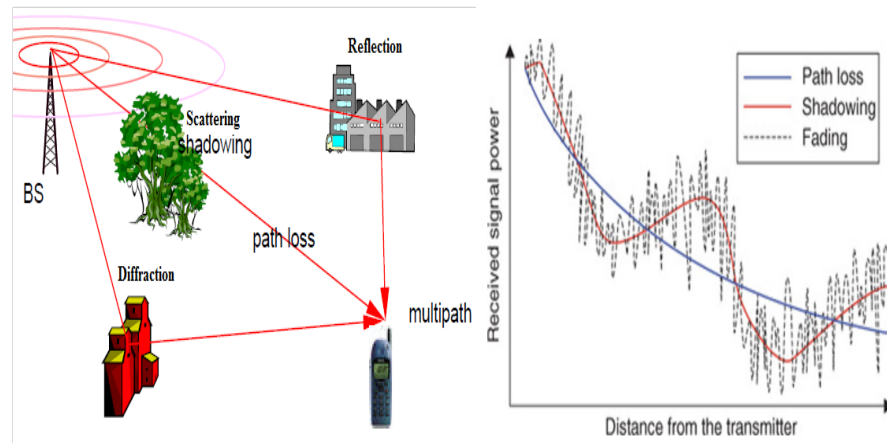 Reflection
Scattering
shadowing
BS
path loss
Diffraction
multipath
Received signal power
Path loss
Shadowing
Fading
Distance from the transmitter